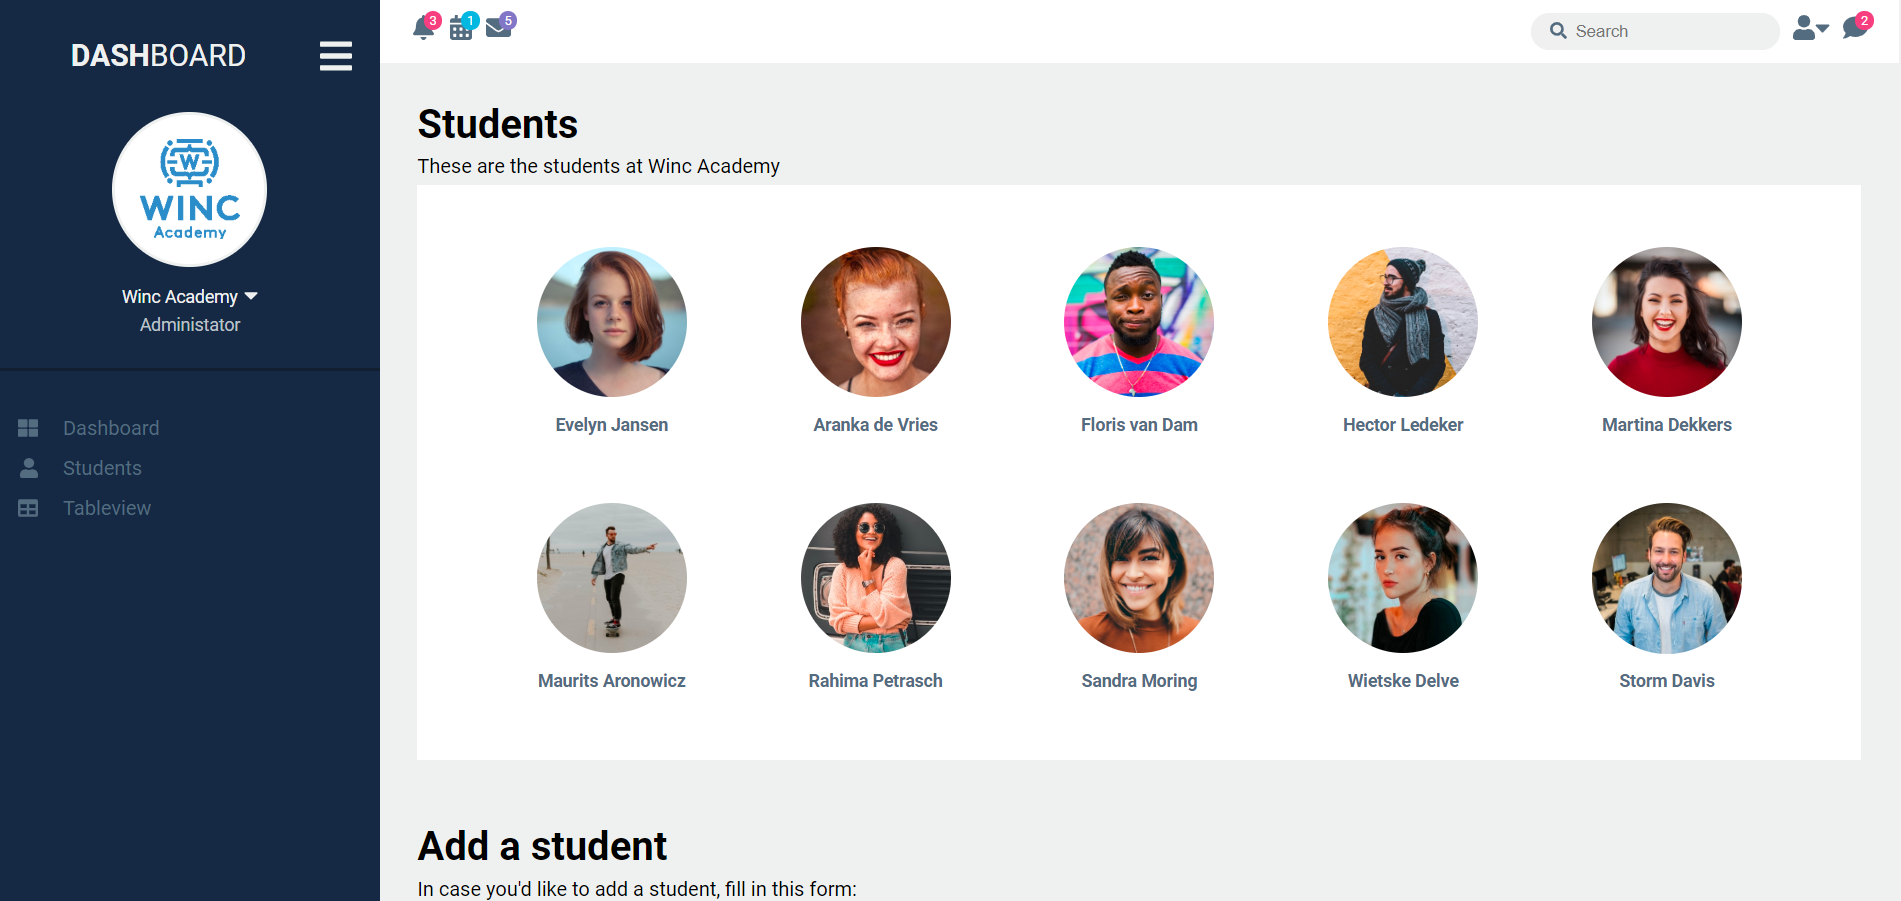 DASHBOARD
3
1
5
Search
2
W
WINC
Academy
Winc Academy
Administator
Dashboard
Students
Tableview
Students
These are the students at Winc Academy
Evelyn Jansen
Aranka de Vries
Floris van Dam
Hector Ledeker
Martina Dekkers
Maurits Aronowicz
Rahima Petrasch
Sandra Moring
Wietske Delve
Storm Davis
Add a student
In case you'd like to add a student, fill in this form: